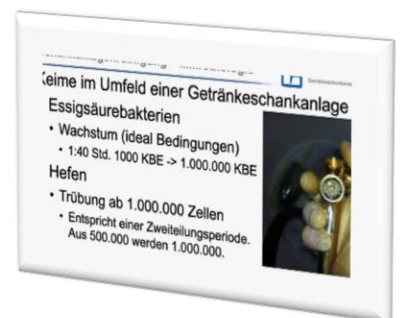 Keime im Umfeld einer Getränkeschankanlage
Essigsäurebakterien
• Wachstum (ideal Bedingungen)
• 1:40 Std. 1000 KBE -> 1.000.000 KBE
Hefen
• Trübung ab 1.000.000 Zellen
• Entspricht einer Zweiteilungsperiode.
Aus 500.000 werden 1.000.000.